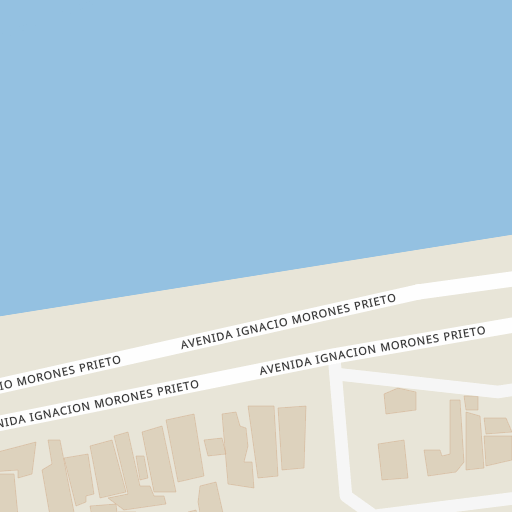 AVENIDA IGNACIO MORONES PRIETO
IO MORONES PRIETO
AVENIDA IGNACION MORONES PRIETO
NIDA IGNACION MORONES PRIETO